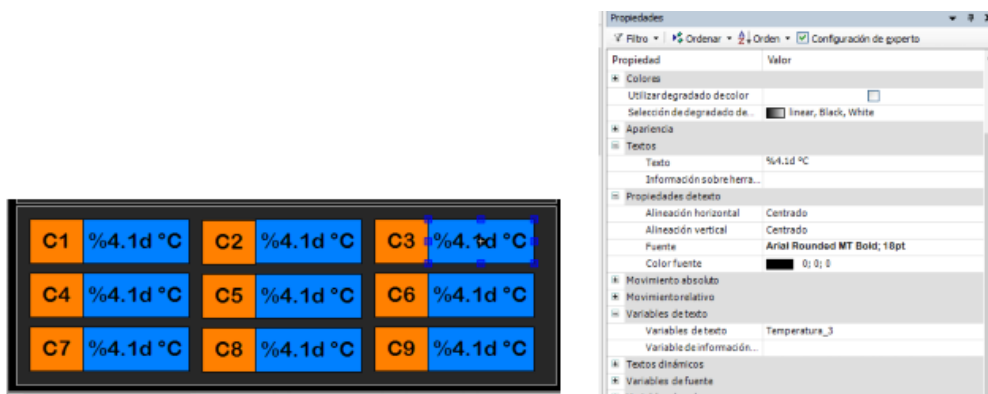 C1 %4.1d °C C2 %4.1d °C C3 %4.1d °C
C4 %4.1d °C C5 %4.1d °C C6 %4.1d °C
C7 %4.1d °C C8 %4.1d °C C9 %4.1d °C
Propiedades
Filtro Ordenar Orden Configuración de experto
Propiedad Valor
Colores
Utilizar degradado de color
Selección de degradado de... linear, Black, White
Apariencia
Textos
Texto %4.1d °C
Información sobre herra...
Propiedades de texto
Alineación horizontal Centrado
Alineación vertical Centrado
Fuente Arial Rounded MT Bold; 18pt
Color fuente 0; 0; 0
Movimiento absoluto
Movimiento relativo
Variables de texto
Variables de texto Temperatura_3
Variable de información...
Textos dinámicos
Variables de fuente